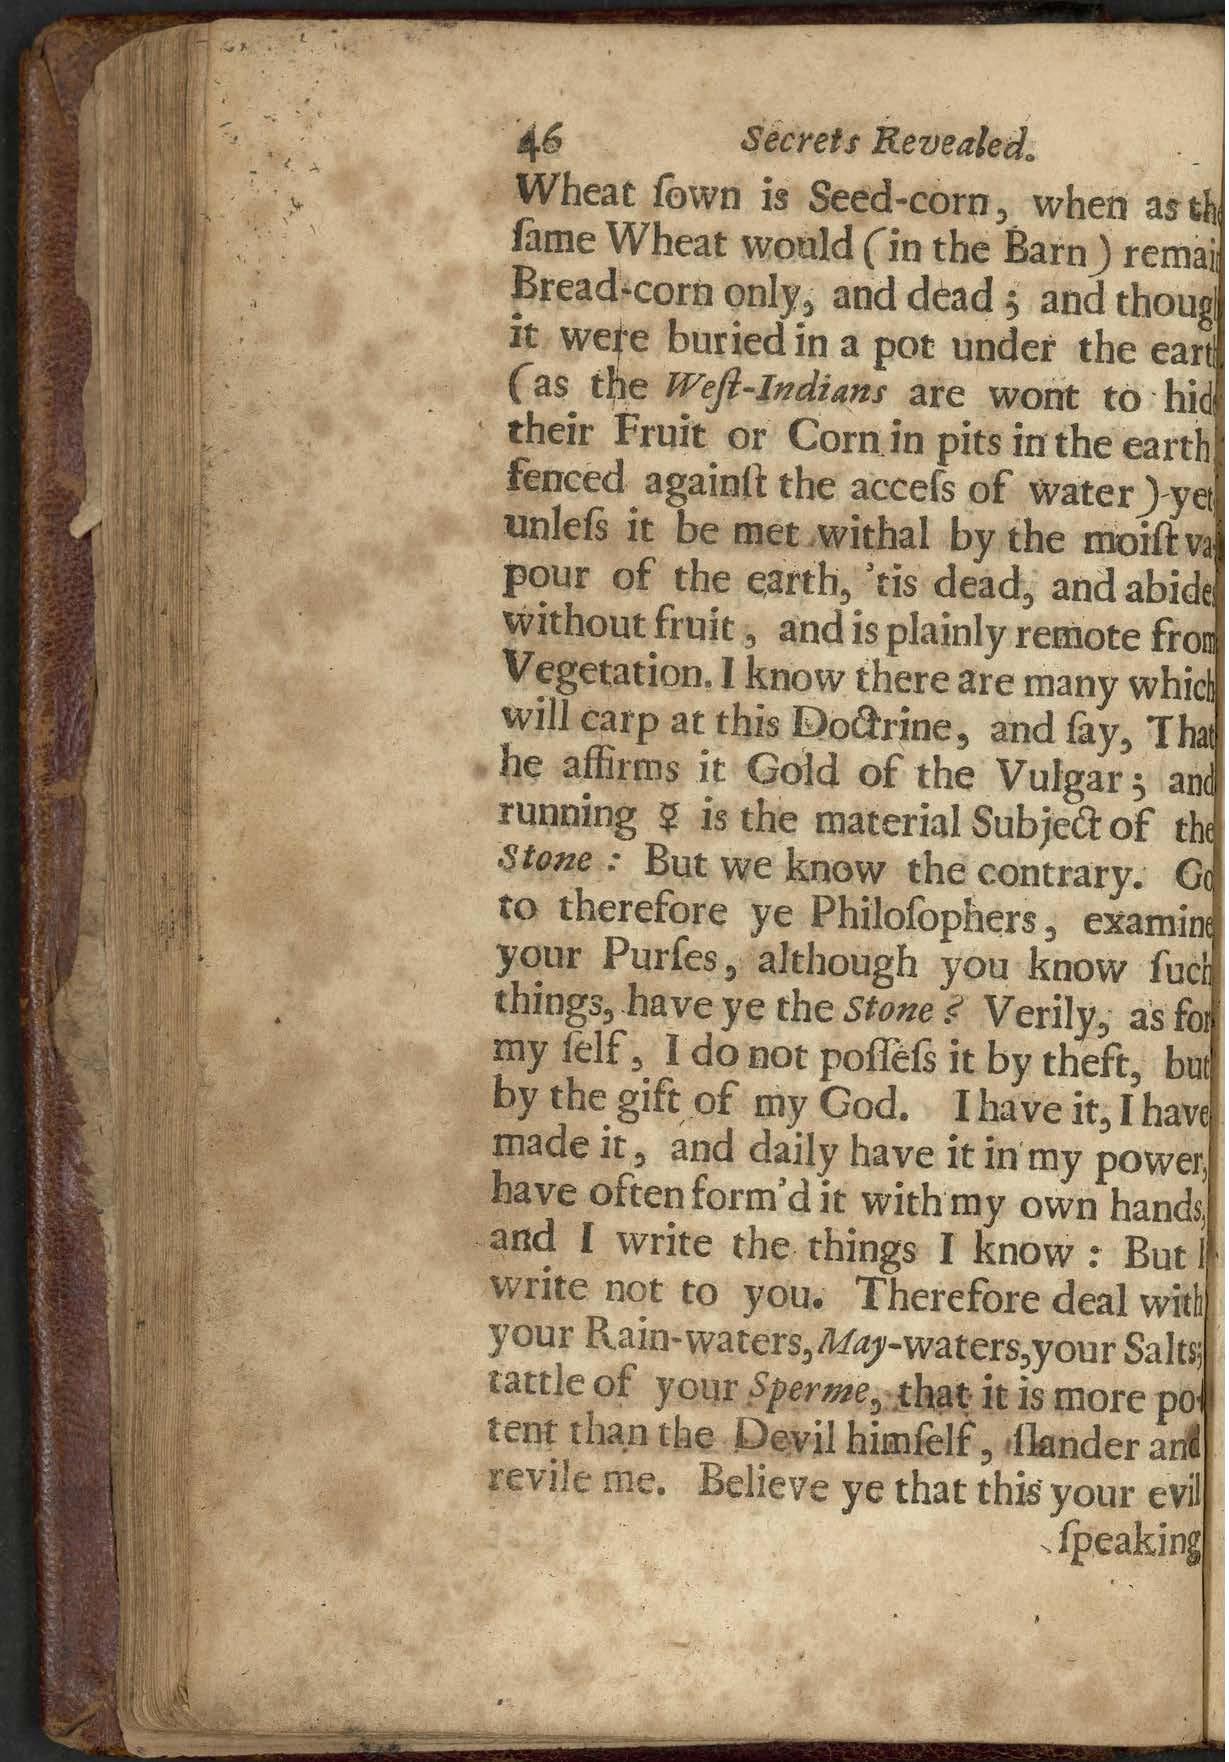 46 Secrets Revealed.
Wheat ſown is Seed-corn, when as the
ſame Wheat would (in the Barn) remai
Bread-corn only, and dead; and thoug
it were buried in a pot under the eart
(as the Weſt-Indians are wont to hid
their Fruit or Corn in pits in the earth
fenced againſt the acceſs of water) yet
unleſs it be met withal by the moiſt va-
pour of the earth, 'tis dead, and abide
without fruit, and is plainly remote from
Vegetation. I know there are many which
will carp at this Doctrine, and ſay, That
he affirms it Gold of the Vulgar; and
running ☿ is the material Subject of the
Stone: But we know the contrary. Go
to therefore ye Philoſophers, examine
your Purſes, although you know ſuch
things, have ye the Stone? Verily, as for
my ſelf, I do not poſſeſs it by theft, but
by the gift of my God. I have it, I have
made it, and daily have it in my power,
have often form'd it with my own hands,
and I write the things I know: But I
write not to you. Therefore deal with
your Rain-waters, May-waters, your Salts;
tattle of your Sperme, that it is more po-
tent than the Devil himſelf, ſlander and
revile me. Believe ye that this your evil
ſpeaking